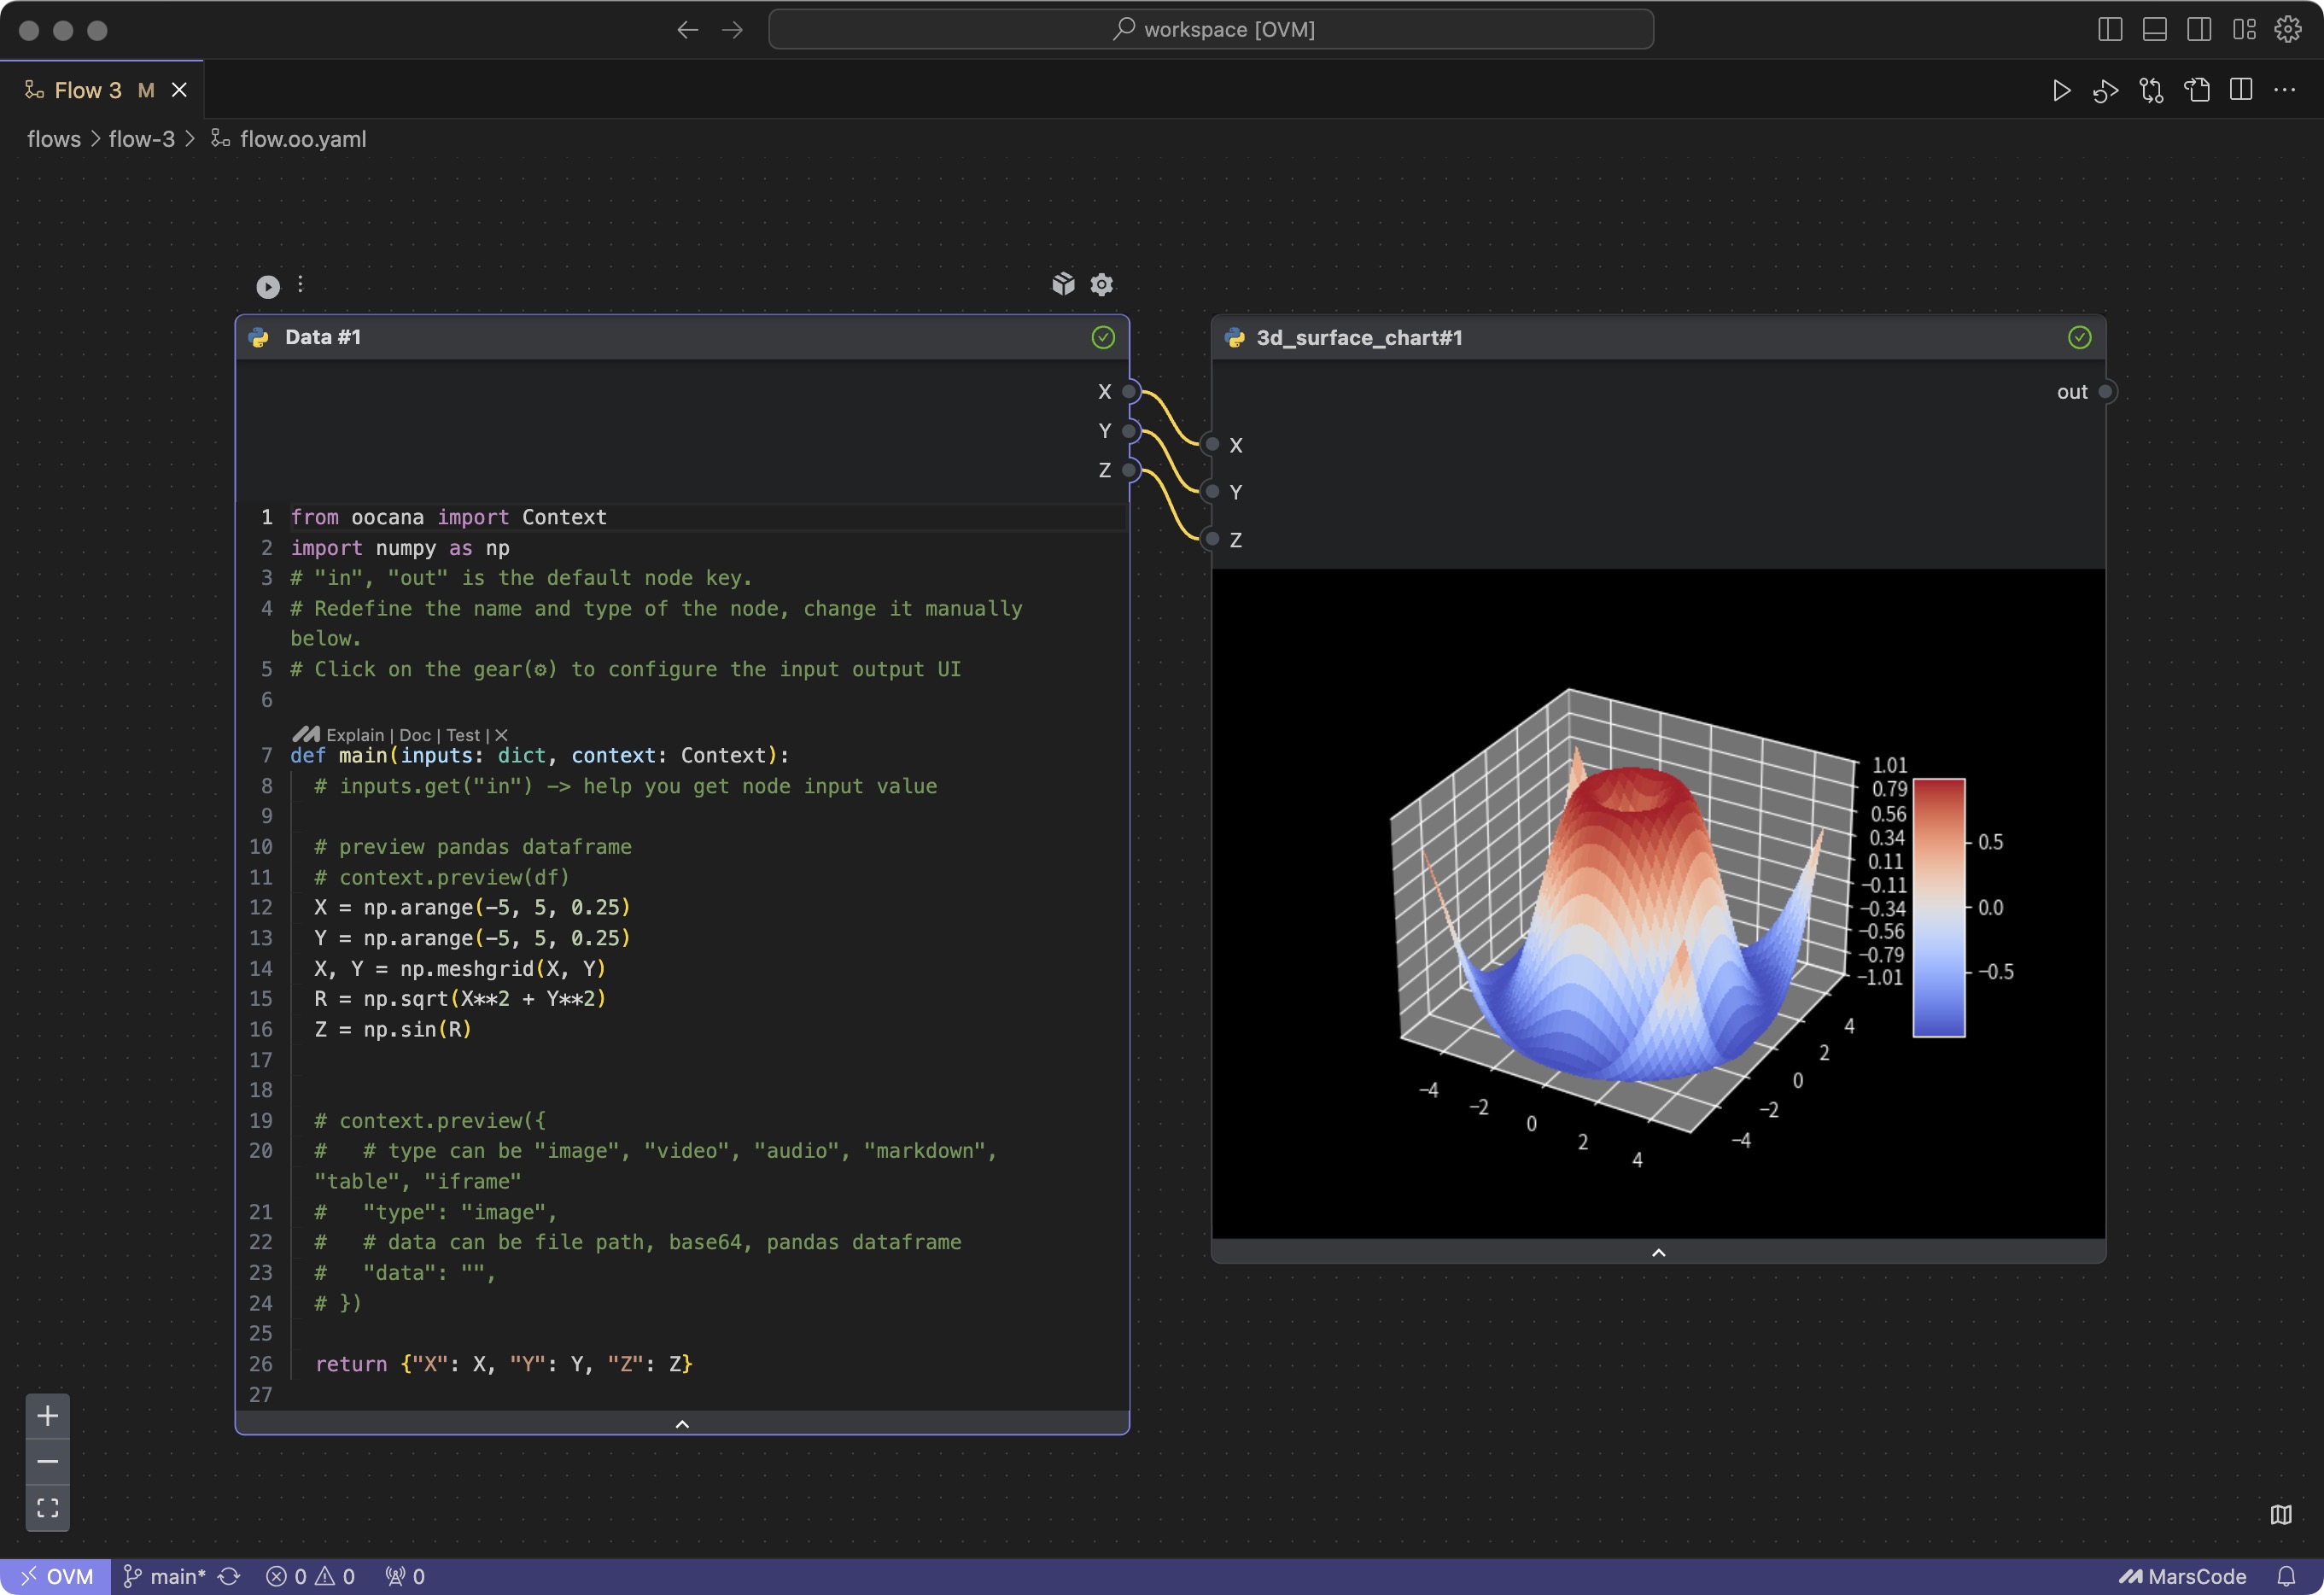 workspace [OVM]
Flow 3 M
flows > flow-3 > flow.oo.yaml
Data #1
X
Y
Z
1 from oocana import Context
2 import numpy as np
3 # "in", "out" is the default node key.
4 # Redefine the name and type of the node, change it manually
below.
5 # Click on the gear(⚙) to configure the input output UI
6
Explain | Doc | Test | ×
7 def main(inputs: dict, context: Context):
8 # inputs.get("in") -> help you get node input value
9
10 # preview pandas dataframe
11 # context.preview(df)
12 X = np.arange(-5, 5, 0.25)
13 Y = np.arange(-5, 5, 0.25)
14 X, Y = np.meshgrid(X, Y)
15 R = np.sqrt(X**2 + Y**2)
16 Z = np.sin(R)
17
18
19 # context.preview({
20 #   # type can be "image", "video", "audio", "markdown",
"table", "iframe"
21 #   "type": "image",
22 #   # data can be file path, base64, pandas dataframe
23 #   "data": "",
24 # })
25
26 return {"X": X, "Y": Y, "Z": Z}
27
3d_surface_chart#1
out
X
Y
Z
1.01
0.79
0.56
0.34
0.11
−0.11
−0.34
−0.56
−0.79
−1.01
0.5
0.0
−0.5
4
2
0
−2
−4
−4
−2
0
2
4
OVM main* 0 0 0
MarsCode